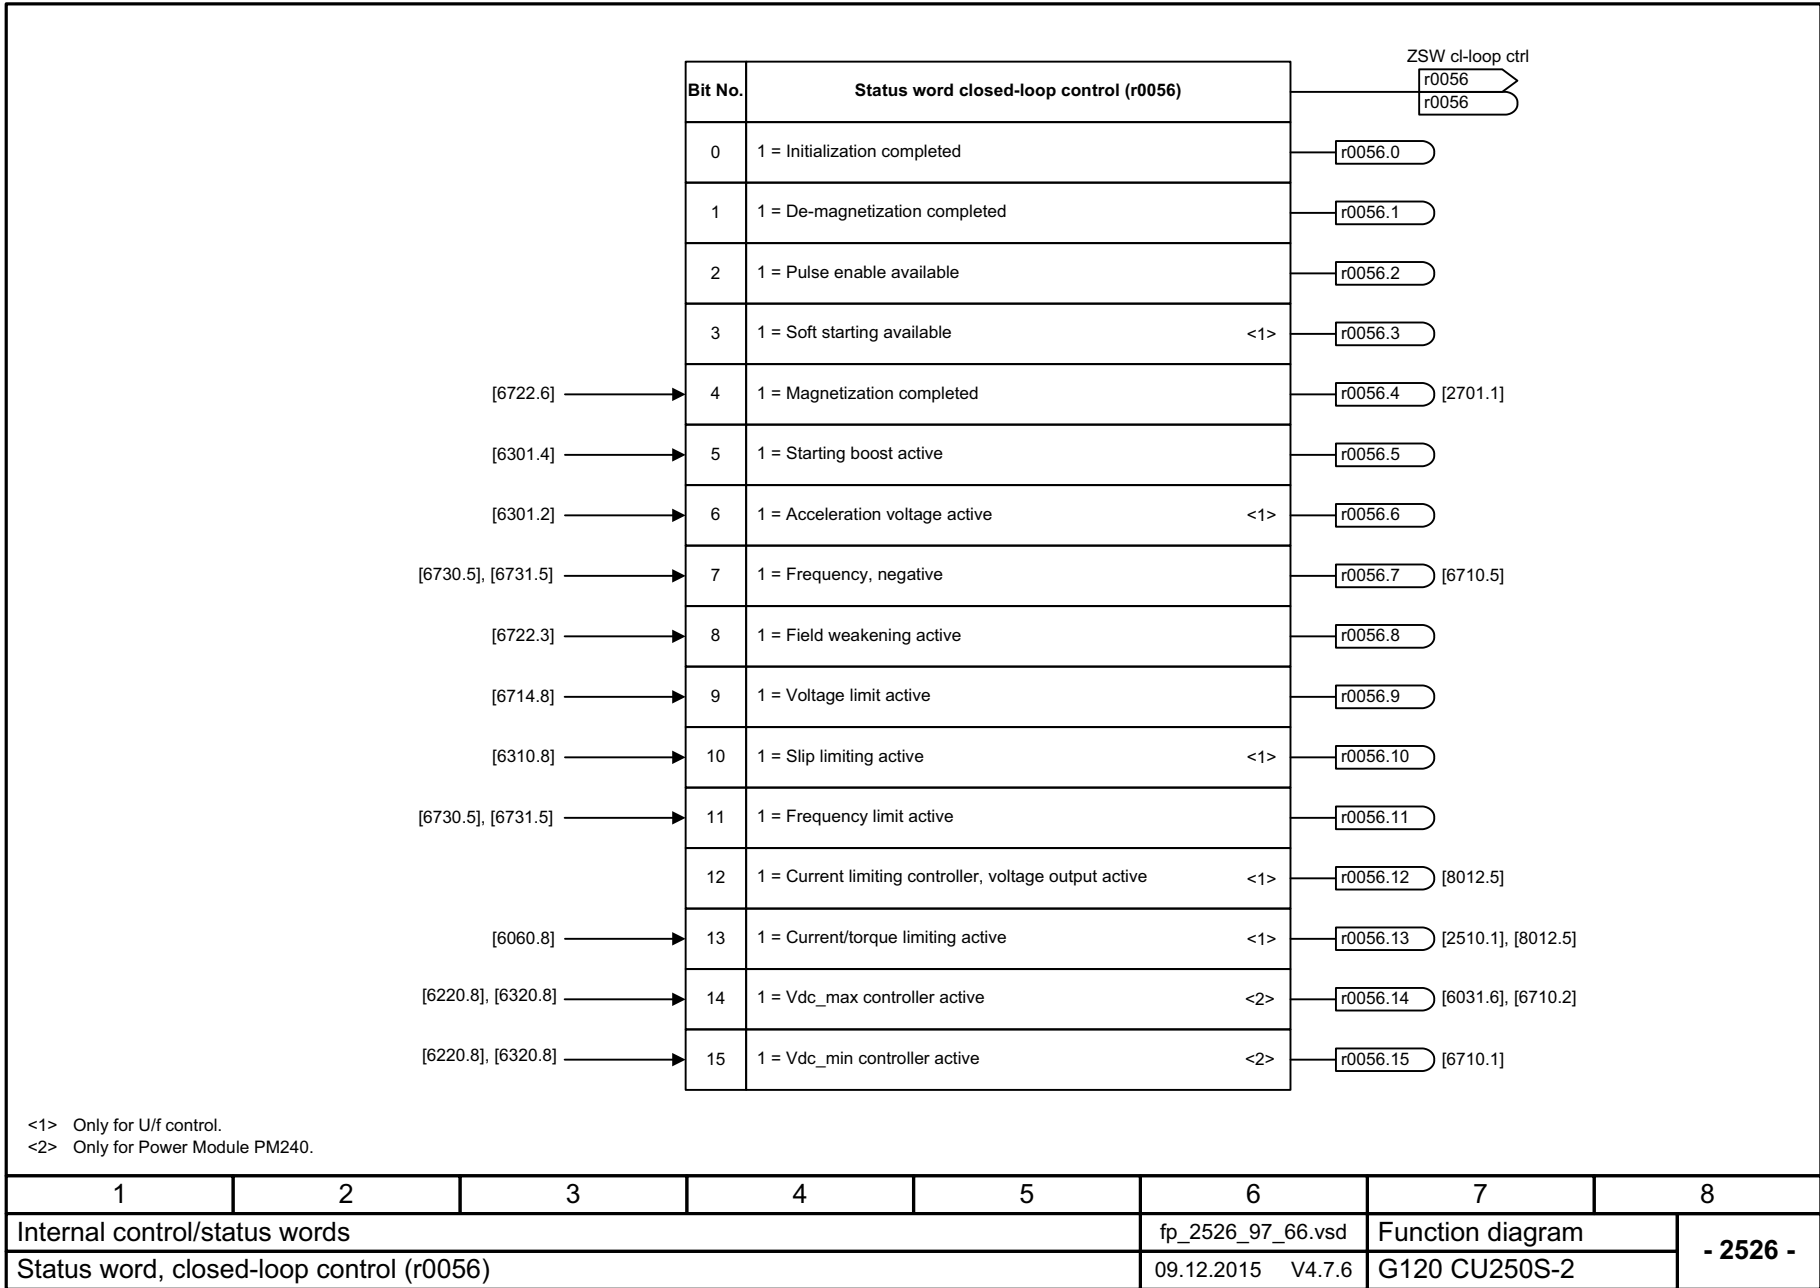 ZSW cl-loop ctrl
Bit No. Status word closed-loop control (r0056) r0056
r0056
0 1 = Initialization completed r0056.0
1 1 = De-magnetization completed r0056.1
2 1 = Pulse enable available r0056.2
3 1 = Soft starting available <1> r0056.3
[6722.6] 4 1 = Magnetization completed r0056.4 [2701.1]
[6301.4] 5 1 = Starting boost active r0056.5
[6301.2] 6 1 = Acceleration voltage active <1> r0056.6
[6730.5], [6731.5] 7 1 = Frequency, negative r0056.7 [6710.5]
[6722.3] 8 1 = Field weakening active r0056.8
[6714.8] 9 1 = Voltage limit active r0056.9
[6310.8] 10 1 = Slip limiting active <1> r0056.10
[6730.5], [6731.5] 11 1 = Frequency limit active r0056.11
12 1 = Current limiting controller, voltage output active <1> r0056.12 [8012.5]
[6060.8] 13 1 = Current/torque limiting active <1> r0056.13 [2510.1], [8012.5]
[6220.8], [6320.8] 14 1 = Vdc_max controller active <2> r0056.14 [6031.6], [6710.2]
[6220.8], [6320.8] 15 1 = Vdc_min controller active <2> r0056.15 [6710.1]
<1> Only for U/f control.
<2> Only for Power Module PM240.
1 2 3 4 5 6 7 8
Internal control/status words fp_2526_97_66.vsd Function diagram - 2526 -
Status word, closed-loop control (r0056) 09.12.2015 V4.7.6 G120 CU250S-2